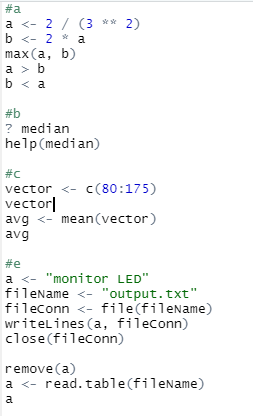 #a
a <- 2 / (3 ** 2)
b <- 2 * a
max(a, b)
a > b
b < a
#b
? median
help(median)
#c
vector <- c(80:175)
vector
avg <- mean(vector)
avg
#e
a <- "monitor LED"
fileName <- "output.txt"
fileConn <- file(fileName)
writeLines(a, fileConn)
close(fileConn)
remove(a)
a <- read.table(fileName)
a